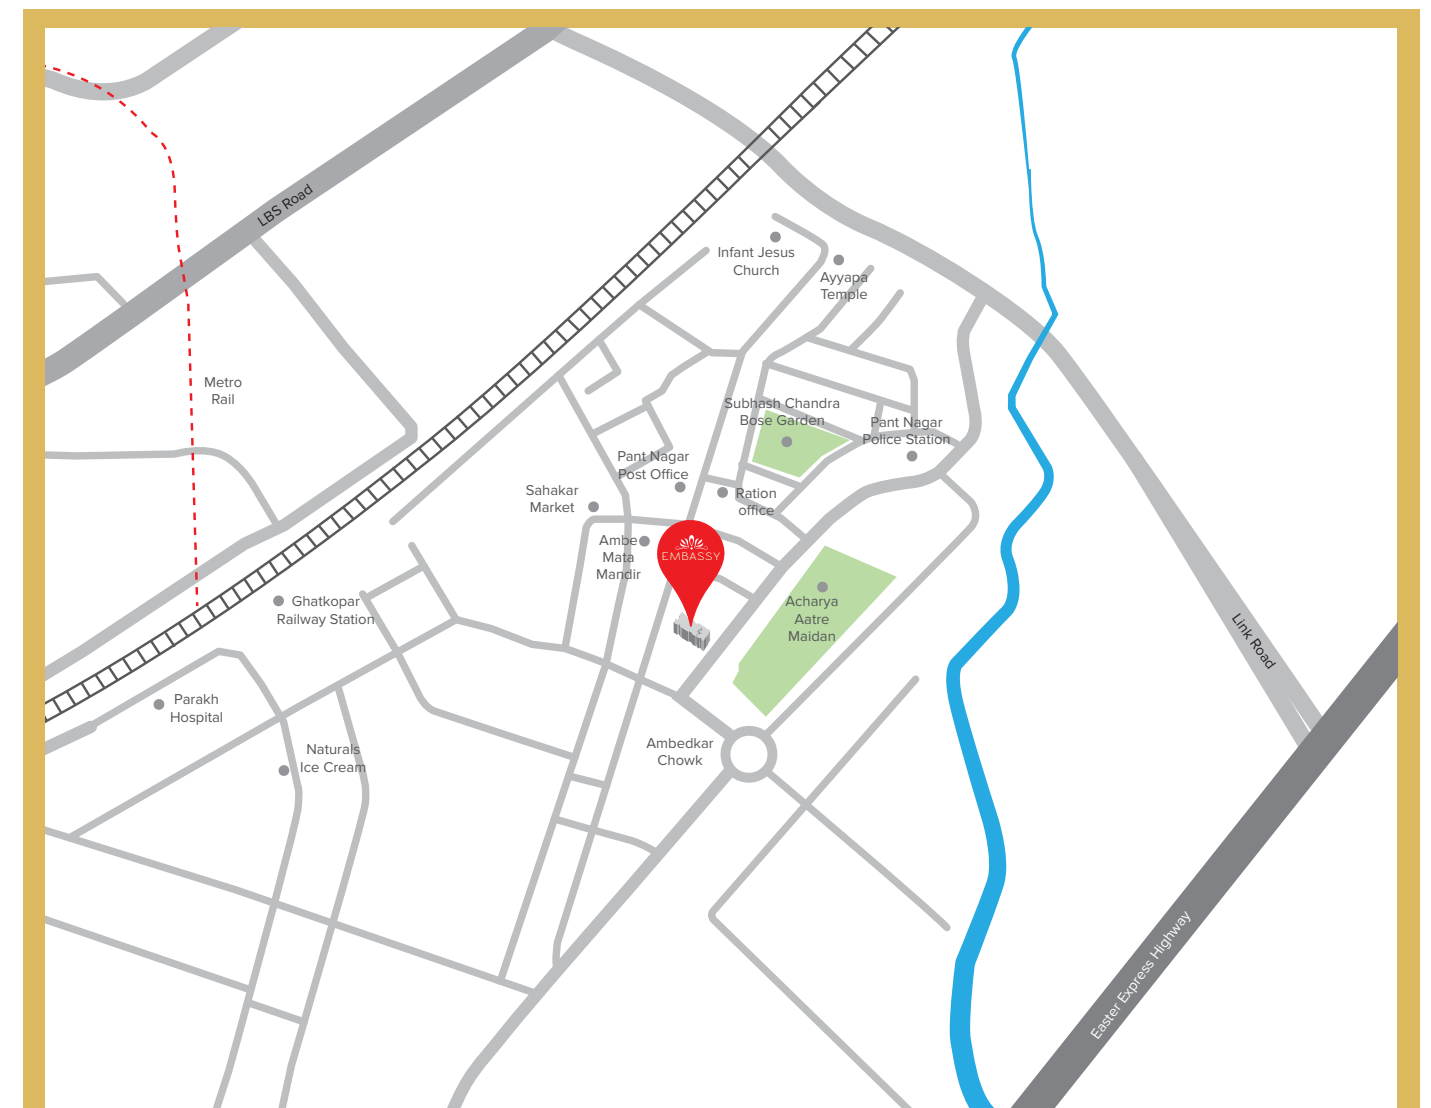 LBS Road
Infant Jesus
Church
Ayyapa
Temple
Metro
Rail
Subhash Chandra
Bose Garden
Pant Nagar
Police Station
Pant Nagar
Post Office
Sahakar
Market
Ration
office
Ambe
Mata
Mandir
EMBASSY
Ghatkopar
Railway Station
Acharya
Aatre
Maidan
Link Road
Parakh
Hospital
Naturals
Ice Cream
Ambedkar
Chowk
Easter Express Highway